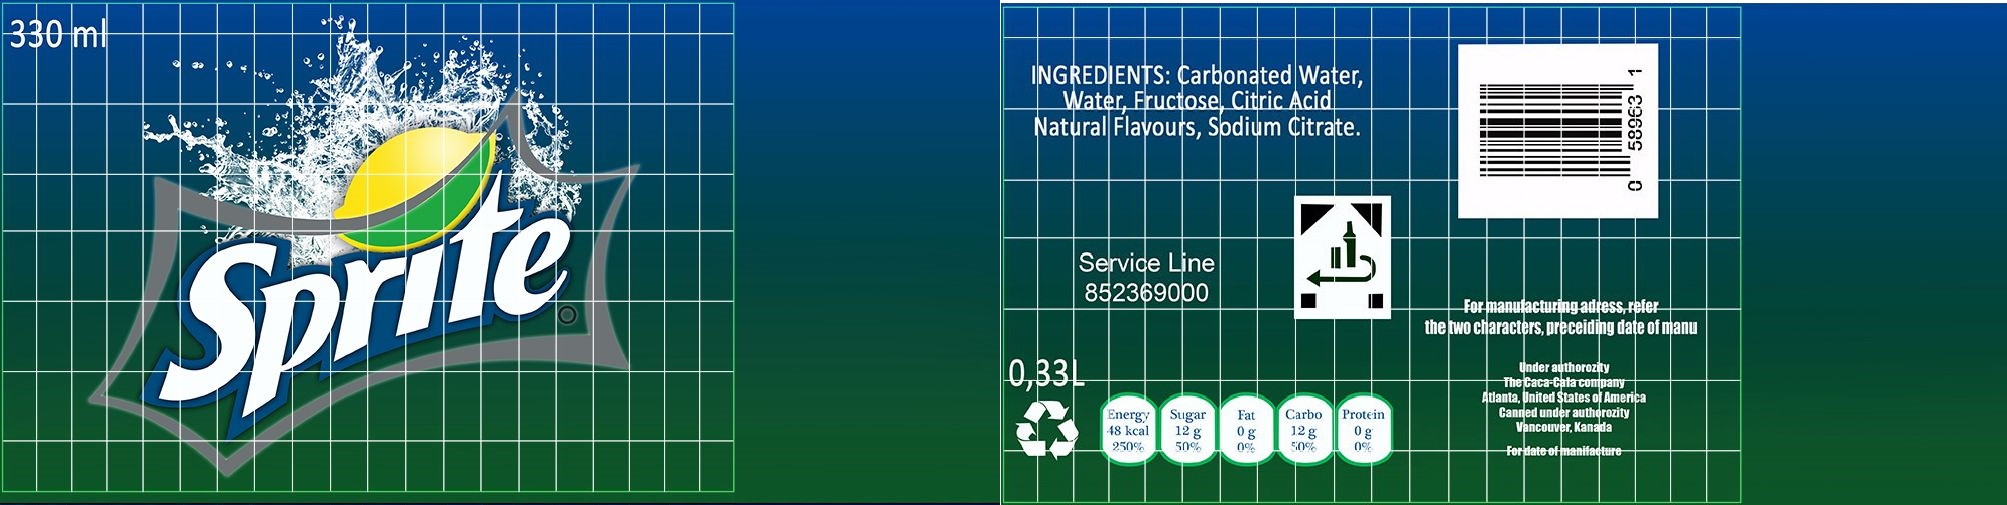 330 ml
Sprite
INGREDIENTS: Carbonated Water,
Water, Fructose, Citric Acid
Natural Flavours, Sodium Citrate.
0 58963 1
Service Line
852369000
For manufacturing adress, refer
the two characters, preceiding date of manu
0,33L
Energy
48 kcal
250%
Sugar
12 g
50%
Fat
0 g
0%
Carbo
12 g
50%
Protein
0 g
0%
Under authorozity
The Caca-Cala company
Atlanta, United States of America
Canned under authorozity
Vancouver, Kanada
For date of manifacture